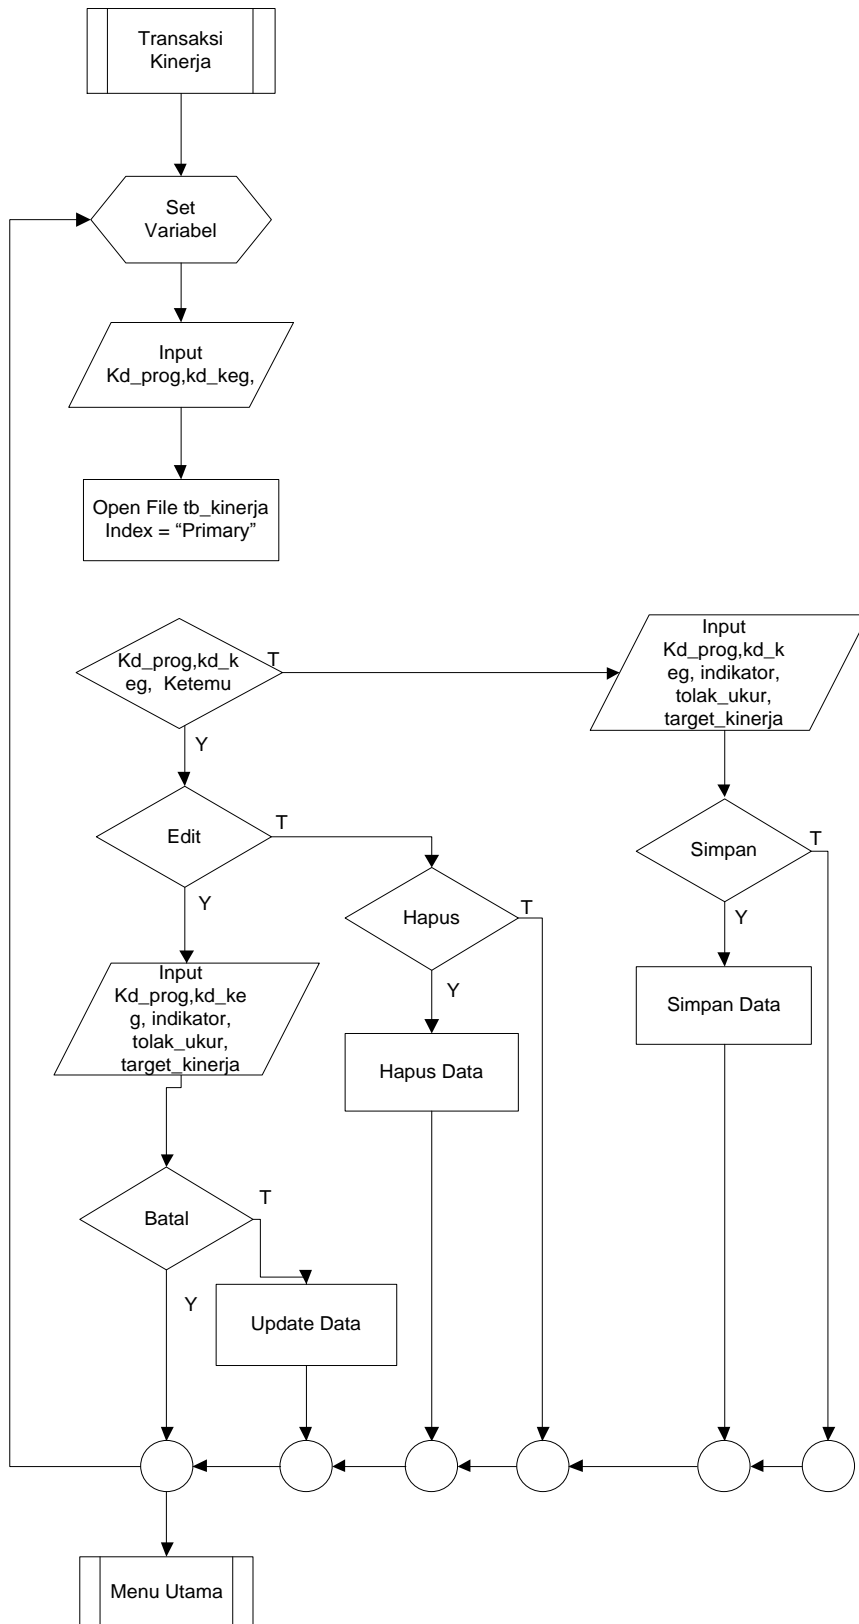 Transaksi
Kinerja
Set
Variabel
Input
Kd_prog,kd_keg,
Open File tb_kinerja
Index = “Primary”
Kd_prog,kd_k
eg, Ketemu
T
Input
Kd_prog,kd_k
eg, indikator,
tolak_ukur,
target_kinerja
Y
Edit
T
Simpan
T
Y
Hapus
T
Y
Input
Kd_prog,kd_ke
g, indikator,
tolak_ukur,
target_kinerja
Y
Simpan Data
Hapus Data
Batal
T
Y
Update Data
Menu Utama